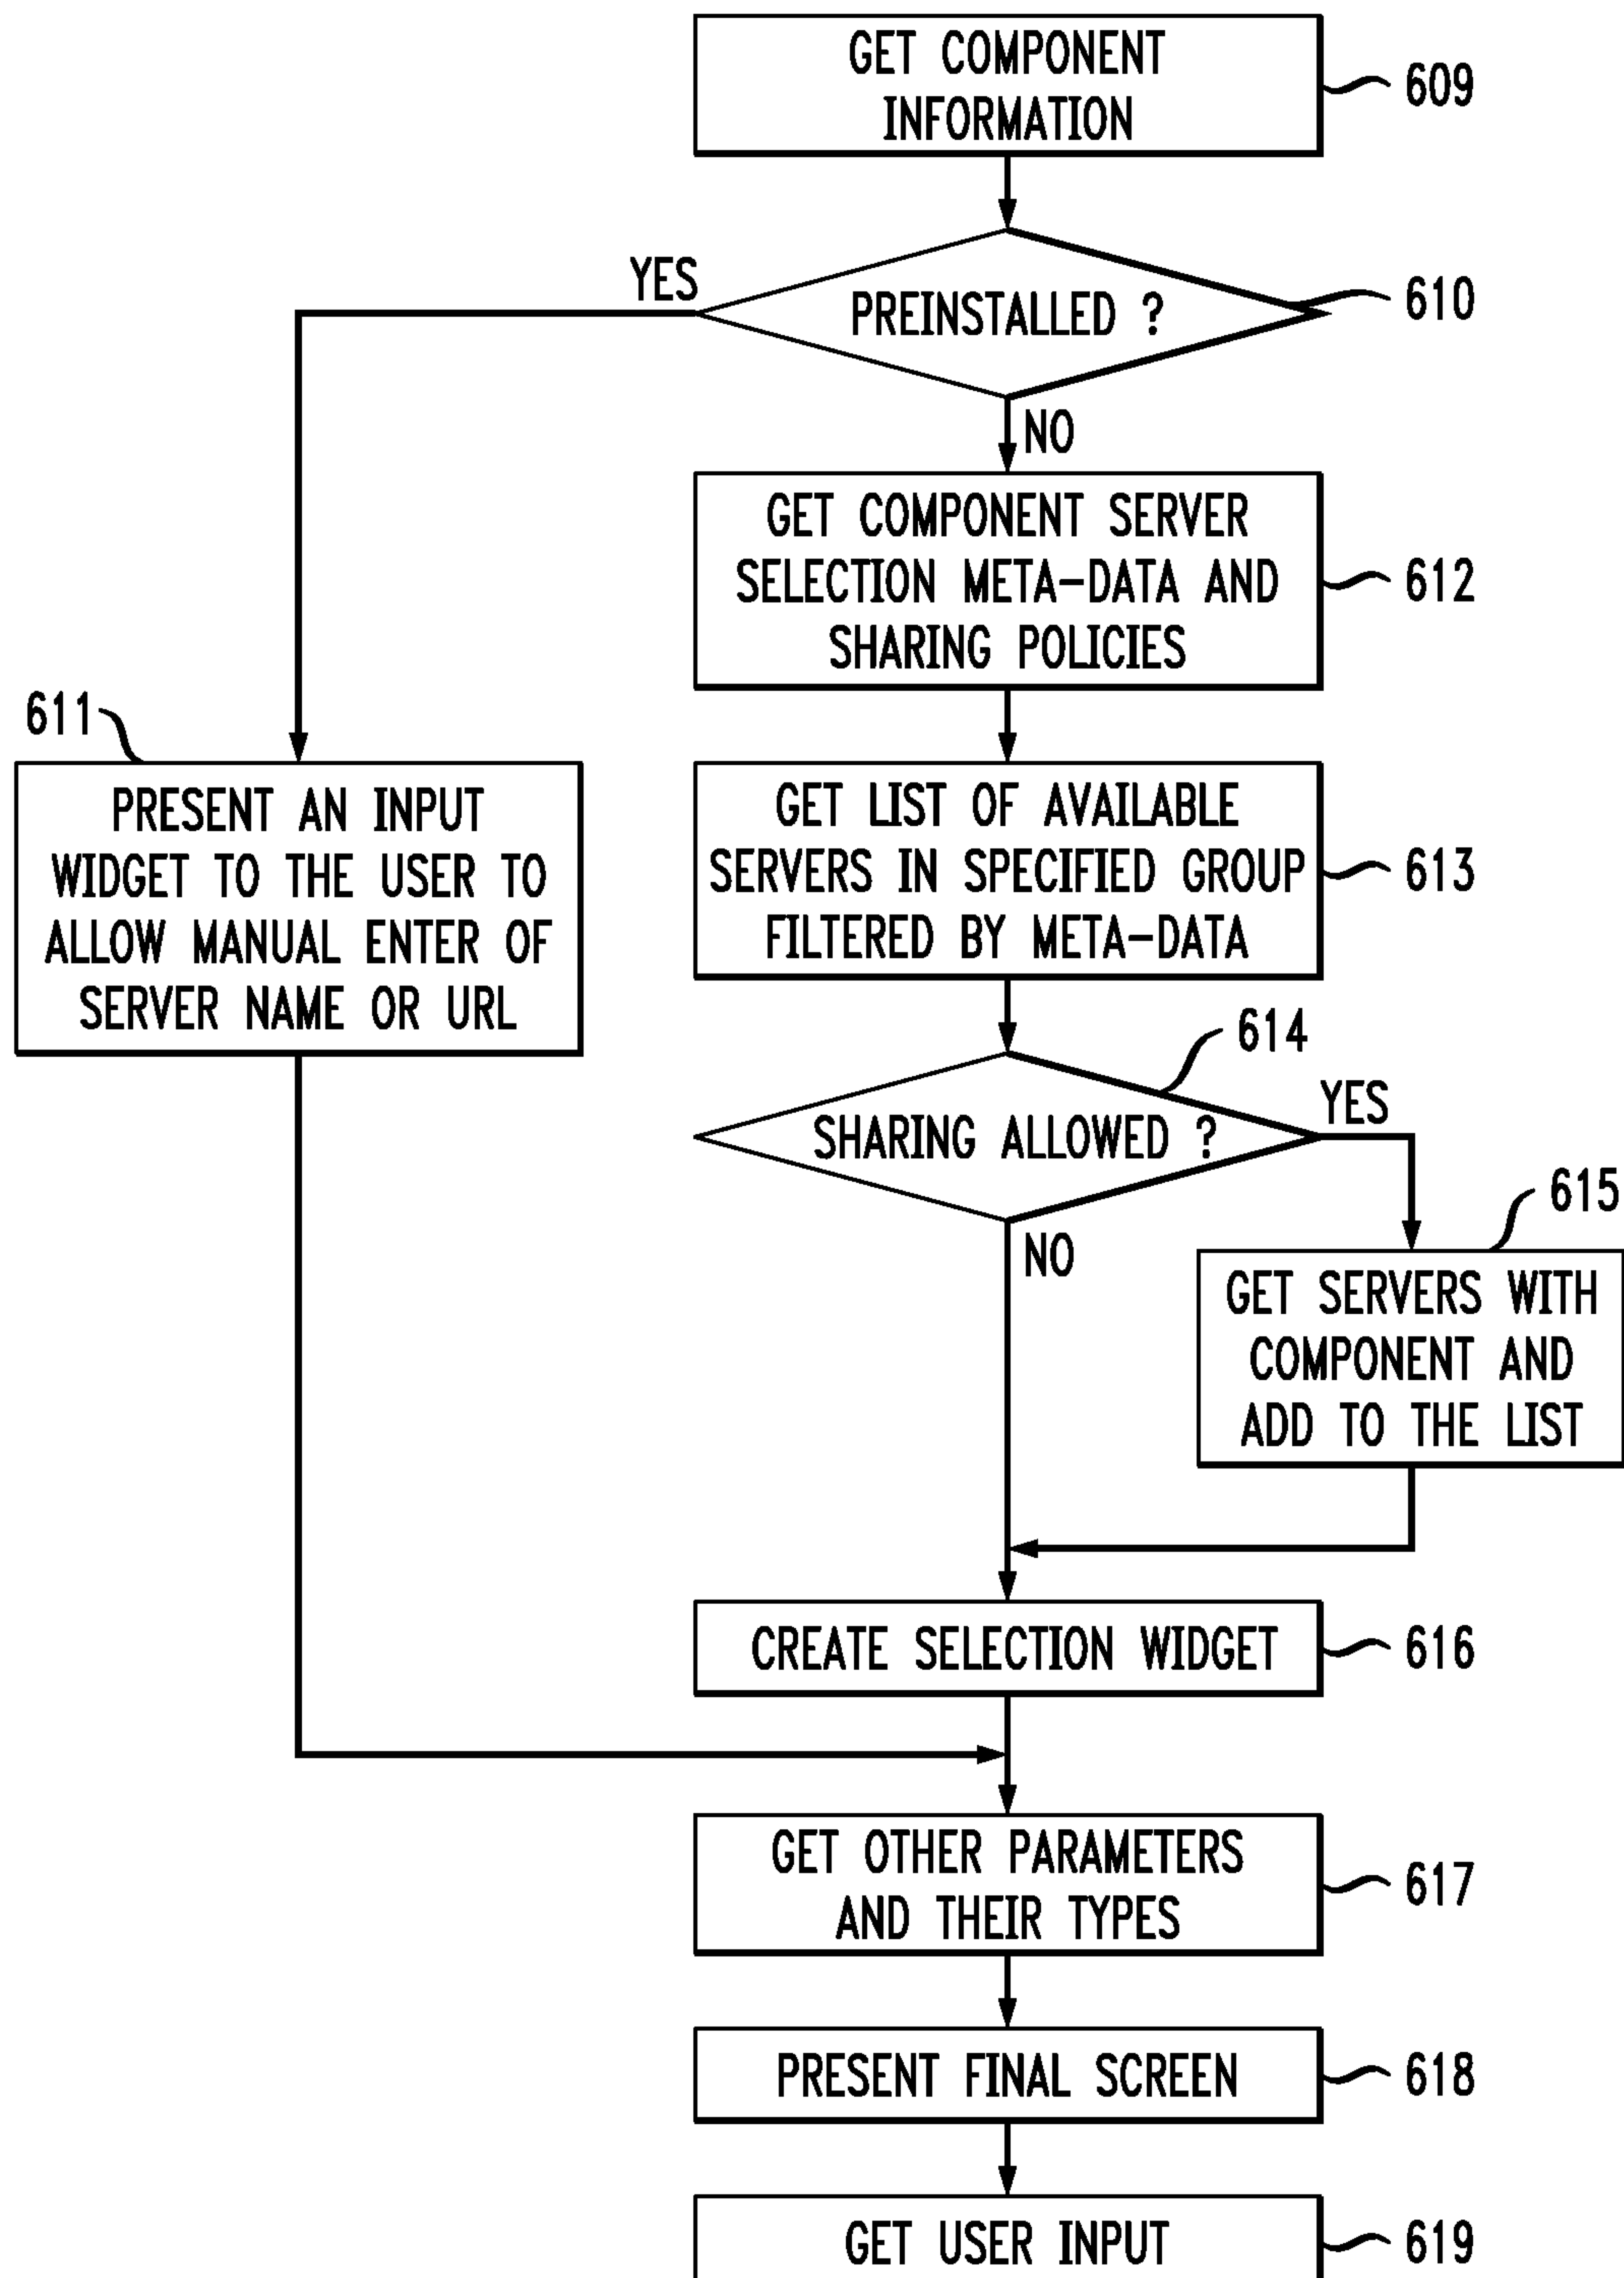 GET COMPONENT
INFORMATION
609
YES
PREINSTALLED ?
610
NO
GET COMPONENT SERVER
SELECTION META-DATA AND
SHARING POLICIES
612
611
PRESENT AN INPUT
WIDGET TO THE USER TO
ALLOW MANUAL ENTER OF
SERVER NAME OR URL
GET LIST OF AVAILABLE
SERVERS IN SPECIFIED GROUP
FILTERED BY META-DATA
613
614
SHARING ALLOWED ?
YES
NO
615
GET SERVERS WITH
COMPONENT AND
ADD TO THE LIST
CREATE SELECTION WIDGET
616
GET OTHER PARAMETERS
AND THEIR TYPES
617
PRESENT FINAL SCREEN
618
GET USER INPUT
619